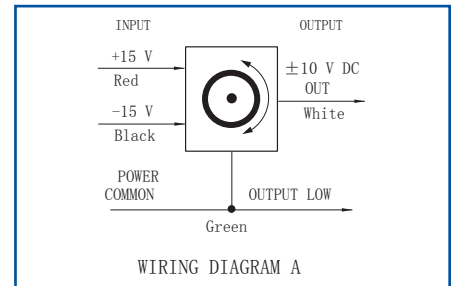 INPUT
OUTPUT
+15 V
Red
±10 V DC
OUT
White
−15 V
Black
POWER
COMMON
OUTPUT LOW
Green
WIRING DIAGRAM A